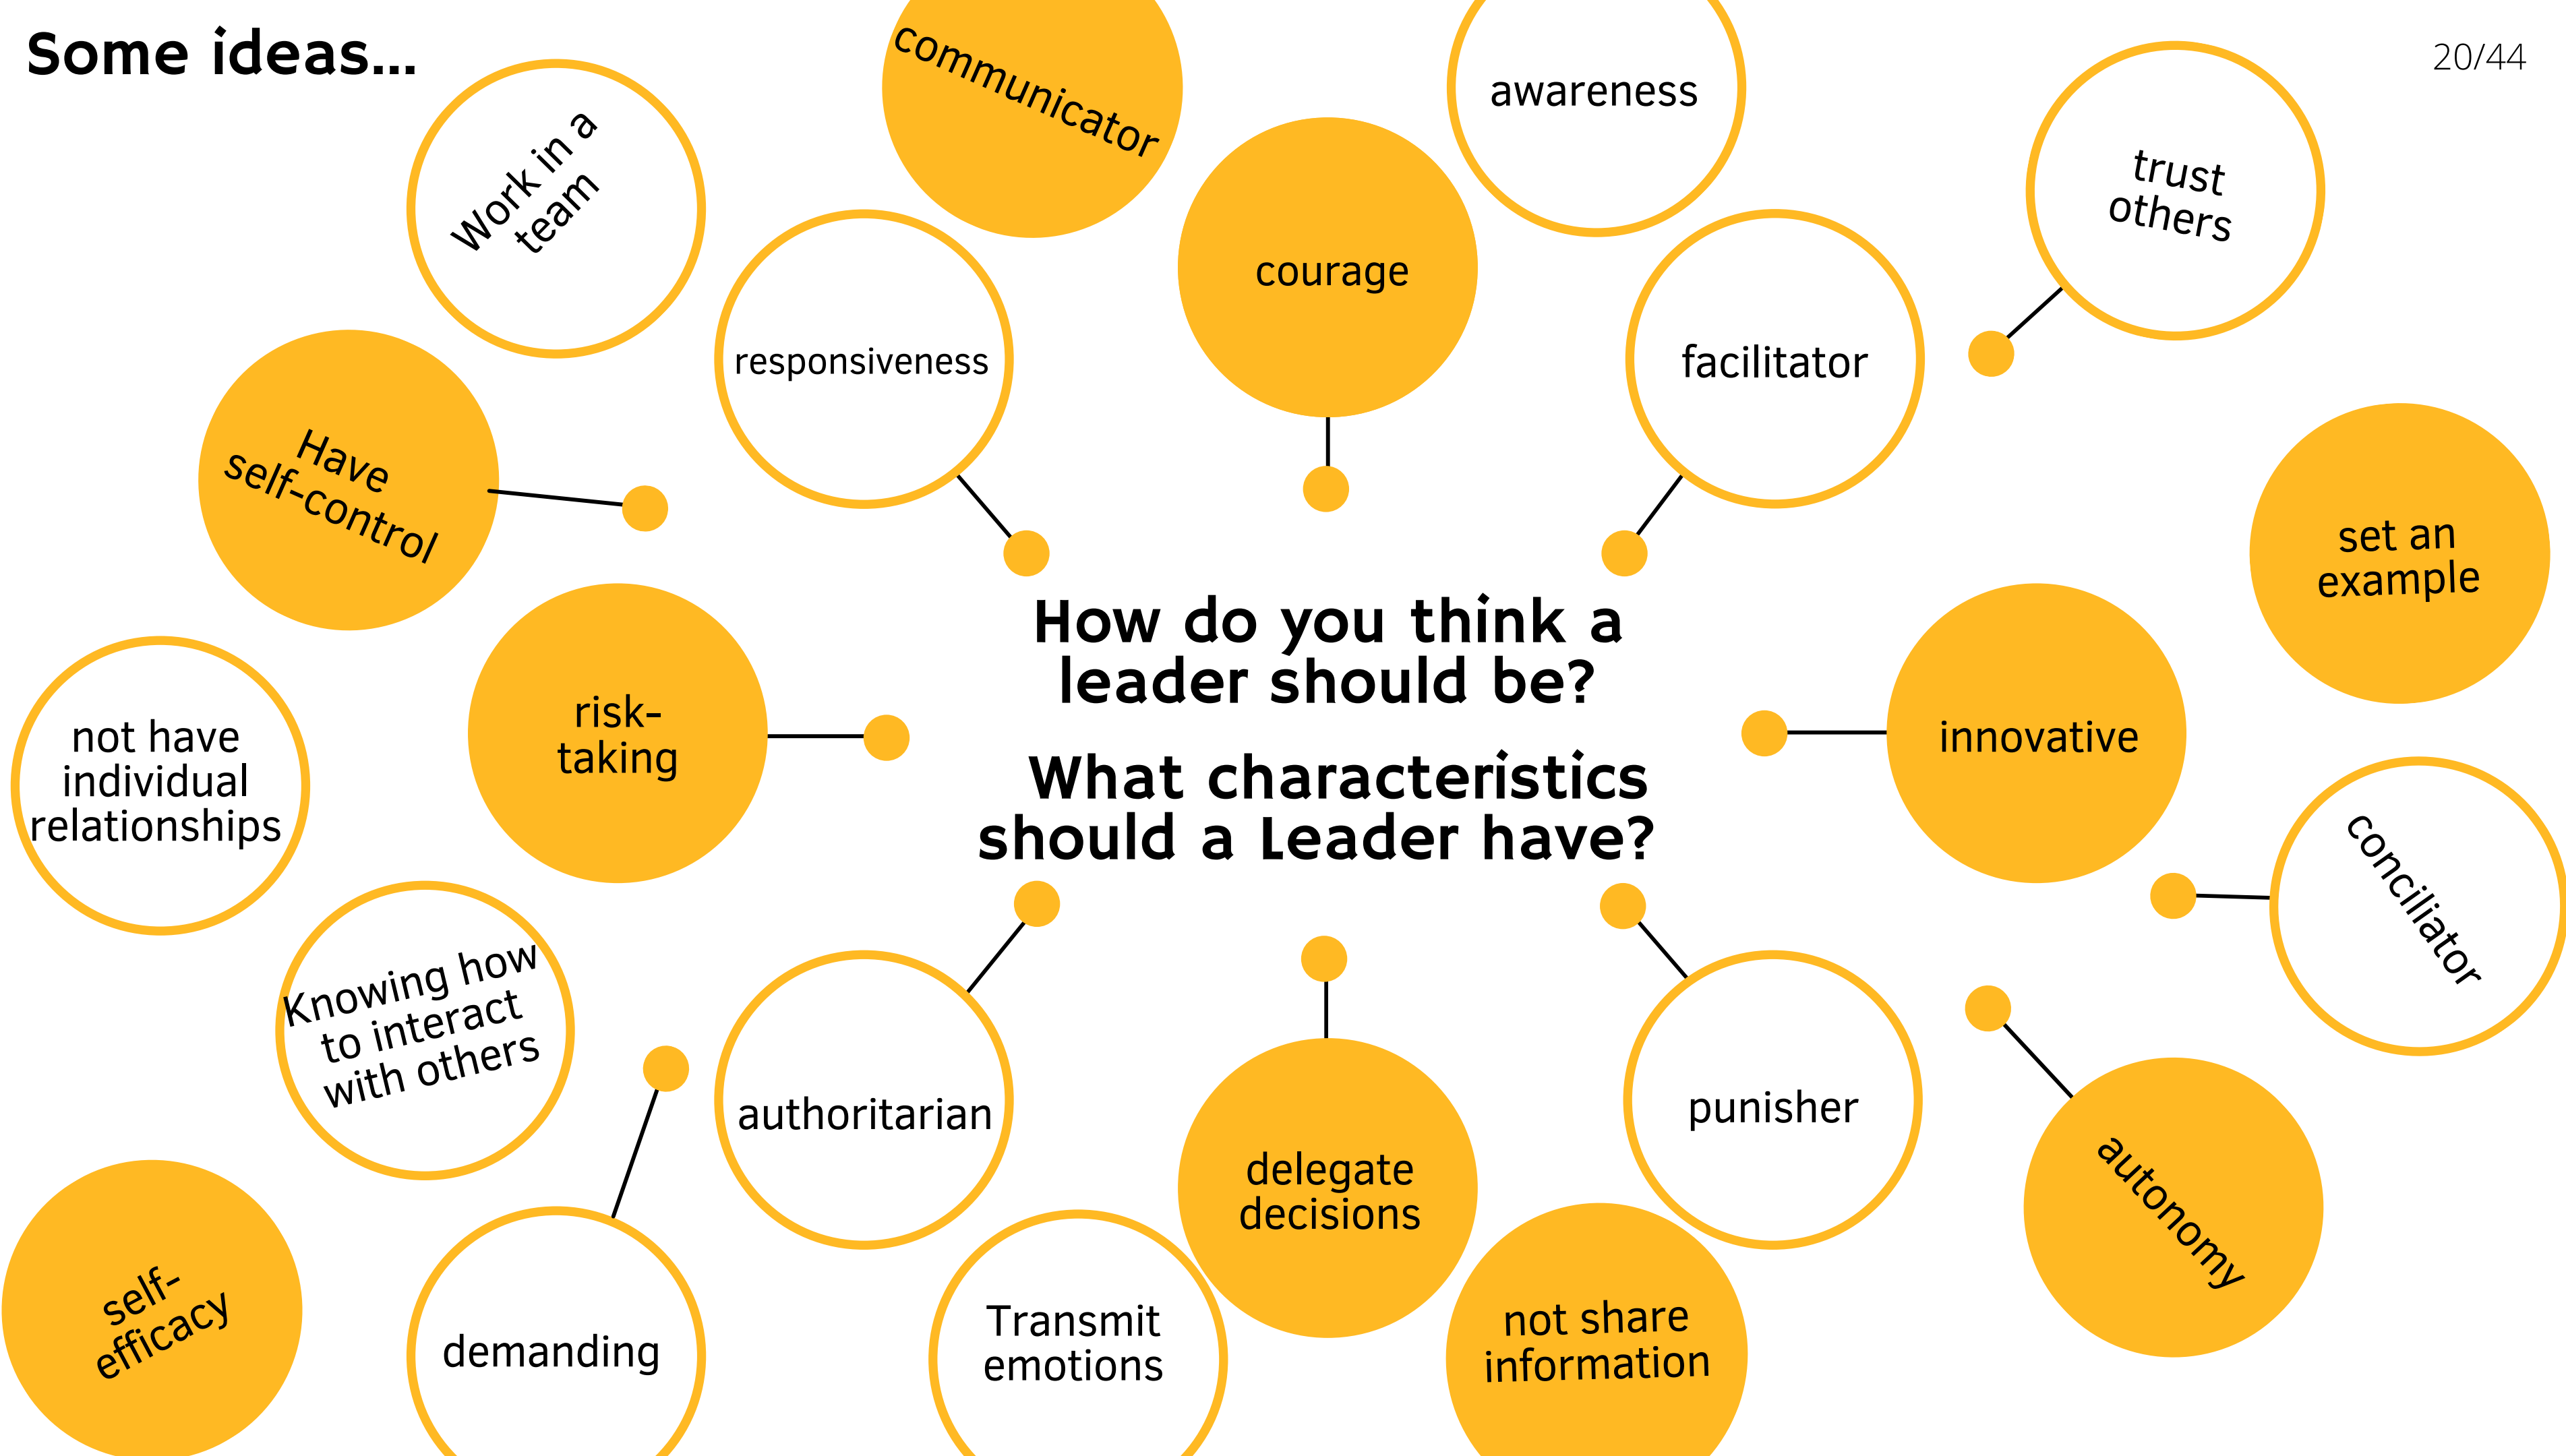 Some ideas...
20/44
communicator
awareness
Work in a
team
trust
others
courage
responsiveness
facilitator
Have
self-control
set an
example
How do you think a
leader should be?
risk-
taking
innovative
not have
individual
relationships
What characteristics
should a Leader have?
conciliator
Knowing how
to interact
with others
authoritarian
punisher
delegate
decisions
autonomy
self-
efficacy
demanding
Transmit
emotions
not share
information